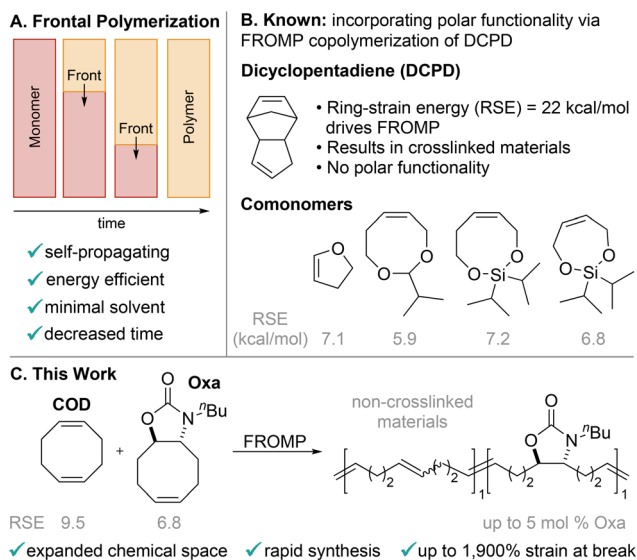 A. Frontal Polymerization
Monomer
Front
Front
Polymer
time
✓self-propagating
✓energy efficient
✓minimal solvent
✓decreased time
B. Known: incorporating polar functionality via
FROMP copolymerization of DCPD
Dicyclopentadiene (DCPD)
• Ring-strain energy (RSE) = 22 kcal/mol
drives FROMP
• Results in crosslinked materials
• No polar functionality
Comonomers
O
O
O
O
Si
O
O
Si
O
RSE
(kcal/mol) 7.1 5.9 7.2 6.8
C. This Work
COD
+
Oxa
O
O
N
nBu
FROMP
non-crosslinked
materials
O
O
N
nBu
2
2
1
2
2
1
RSE 9.5 6.8
up to 5 mol % Oxa
✓expanded chemical space ✓rapid synthesis ✓up to 1,900% strain at break